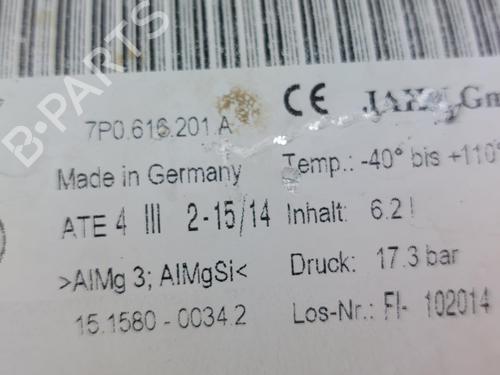 B-PARTS
7P0.616.201 A
Made in Germany
ATE 4 III 2-15/14
>AlMg 3; AlMgSi<
15.1580 - 0034.2
CE
Temp.: -40° bis +110°
Inhalt: 6.2 l
Druck: 17.3 bar
Los-Nr.: FI- 102014